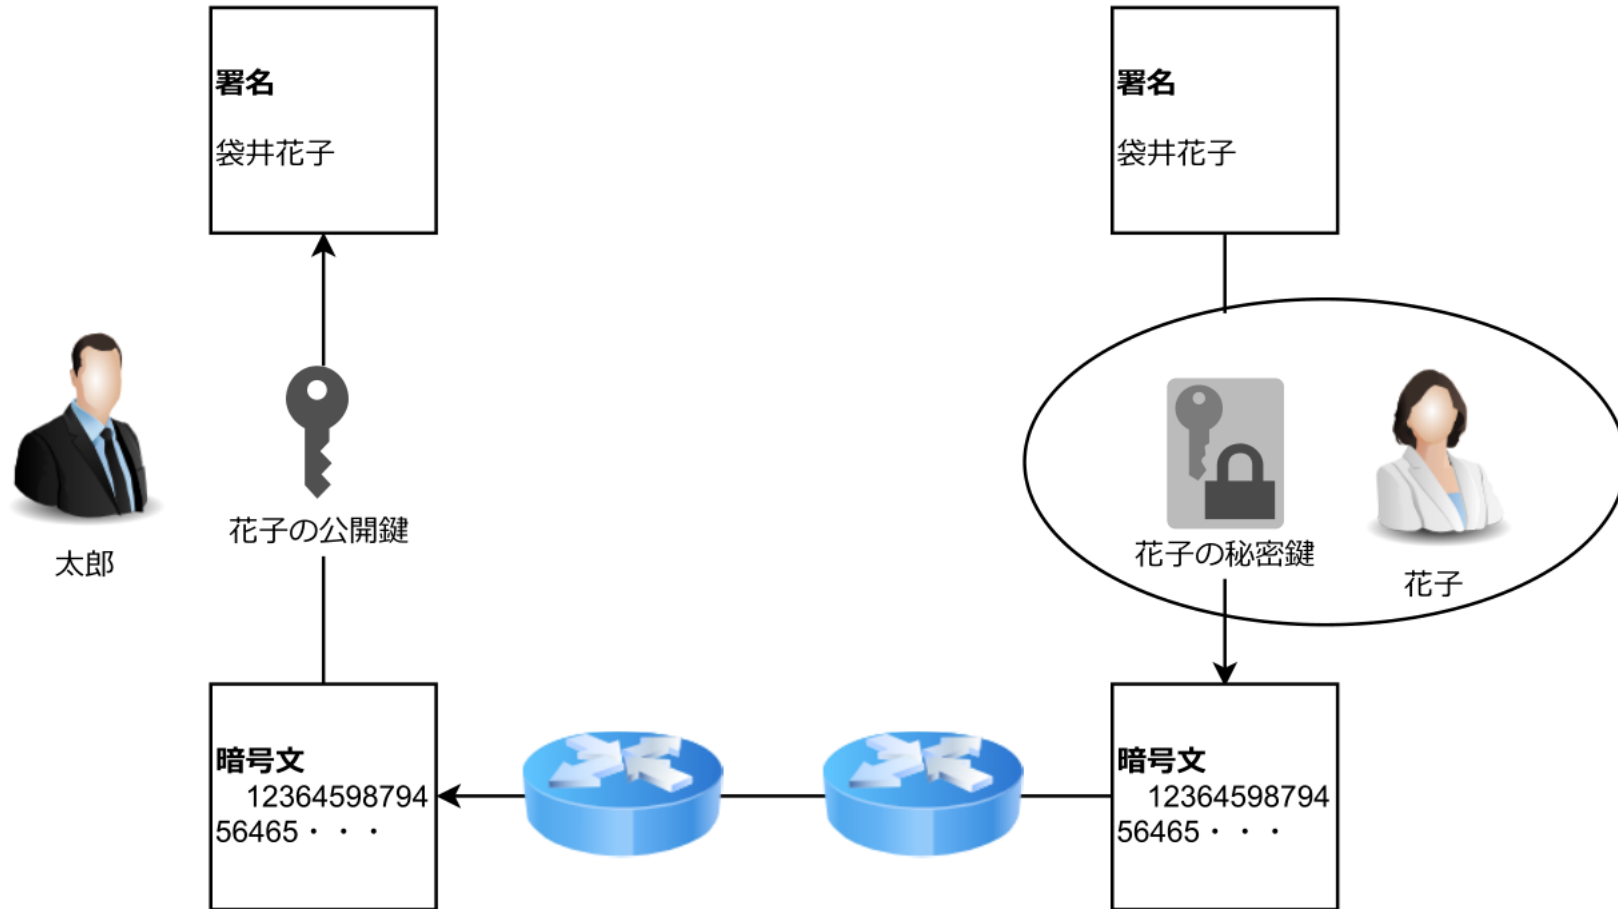 署名
袋井花子
署名
袋井花子
太郎
花子の公開鍵
花子の秘密鍵
花子
暗号文
12364598794
56465・・・
暗号文
12364598794
56465・・・